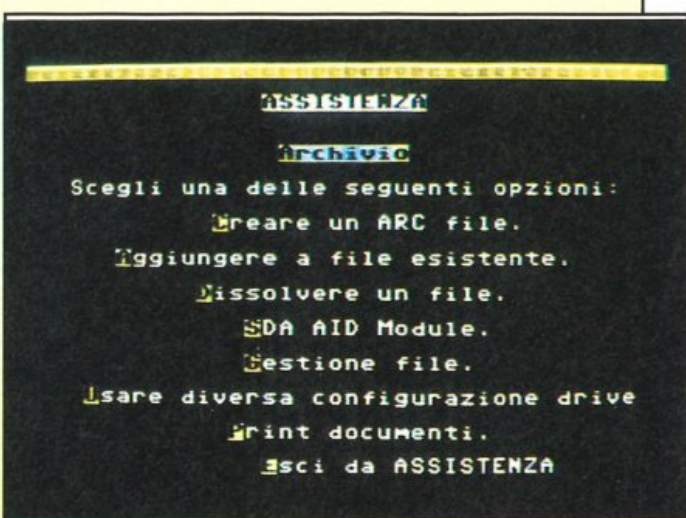 ASSISTENZA
Archivio
Scegli una delle seguenti opzioni:
Creare un ARC file.
Aggiungere a file esistente.
Dissolvere un file.
SDA AID Module.
Gestione file.
Usare diversa configurazione drive
Print documenti.
Esci da ASSISTENZA